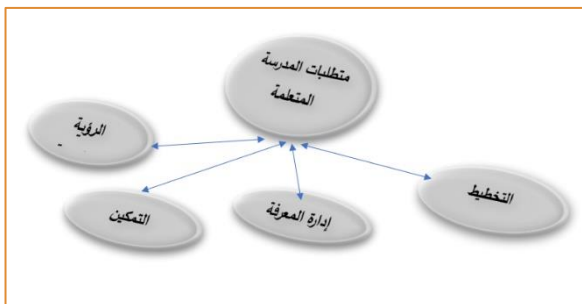 متطلبات المدرسة
المتعلمة
الرؤية
-
التمكين
إدارة المعرفة
التخطيط